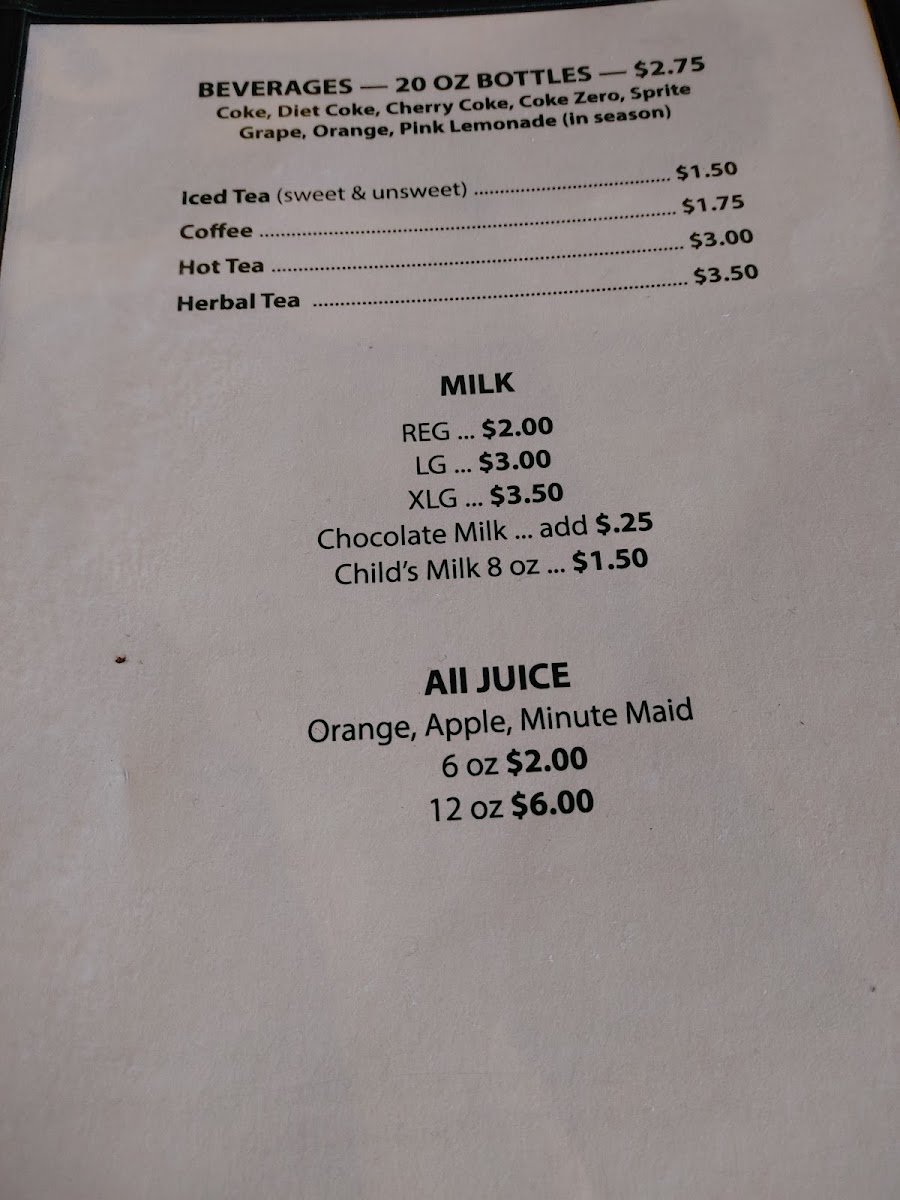 BEVERAGES — 20 OZ BOTTLES — $2.75
Coke, Diet Coke, Cherry Coke, Coke Zero, Sprite
Grape, Orange, Pink Lemonade (in season)
Iced Tea (sweet & unsweet) ........................................ $1.50
Coffee ........................................................................ $1.75
Hot Tea ...................................................................... $3.00
Herbal Tea ................................................................. $3.50
MILK
REG ... $2.00
LG ... $3.00
XLG ... $3.50
Chocolate Milk ... add $.25
Child's Milk 8 oz ... $1.50
All JUICE
Orange, Apple, Minute Maid
6 oz $2.00
12 oz $6.00